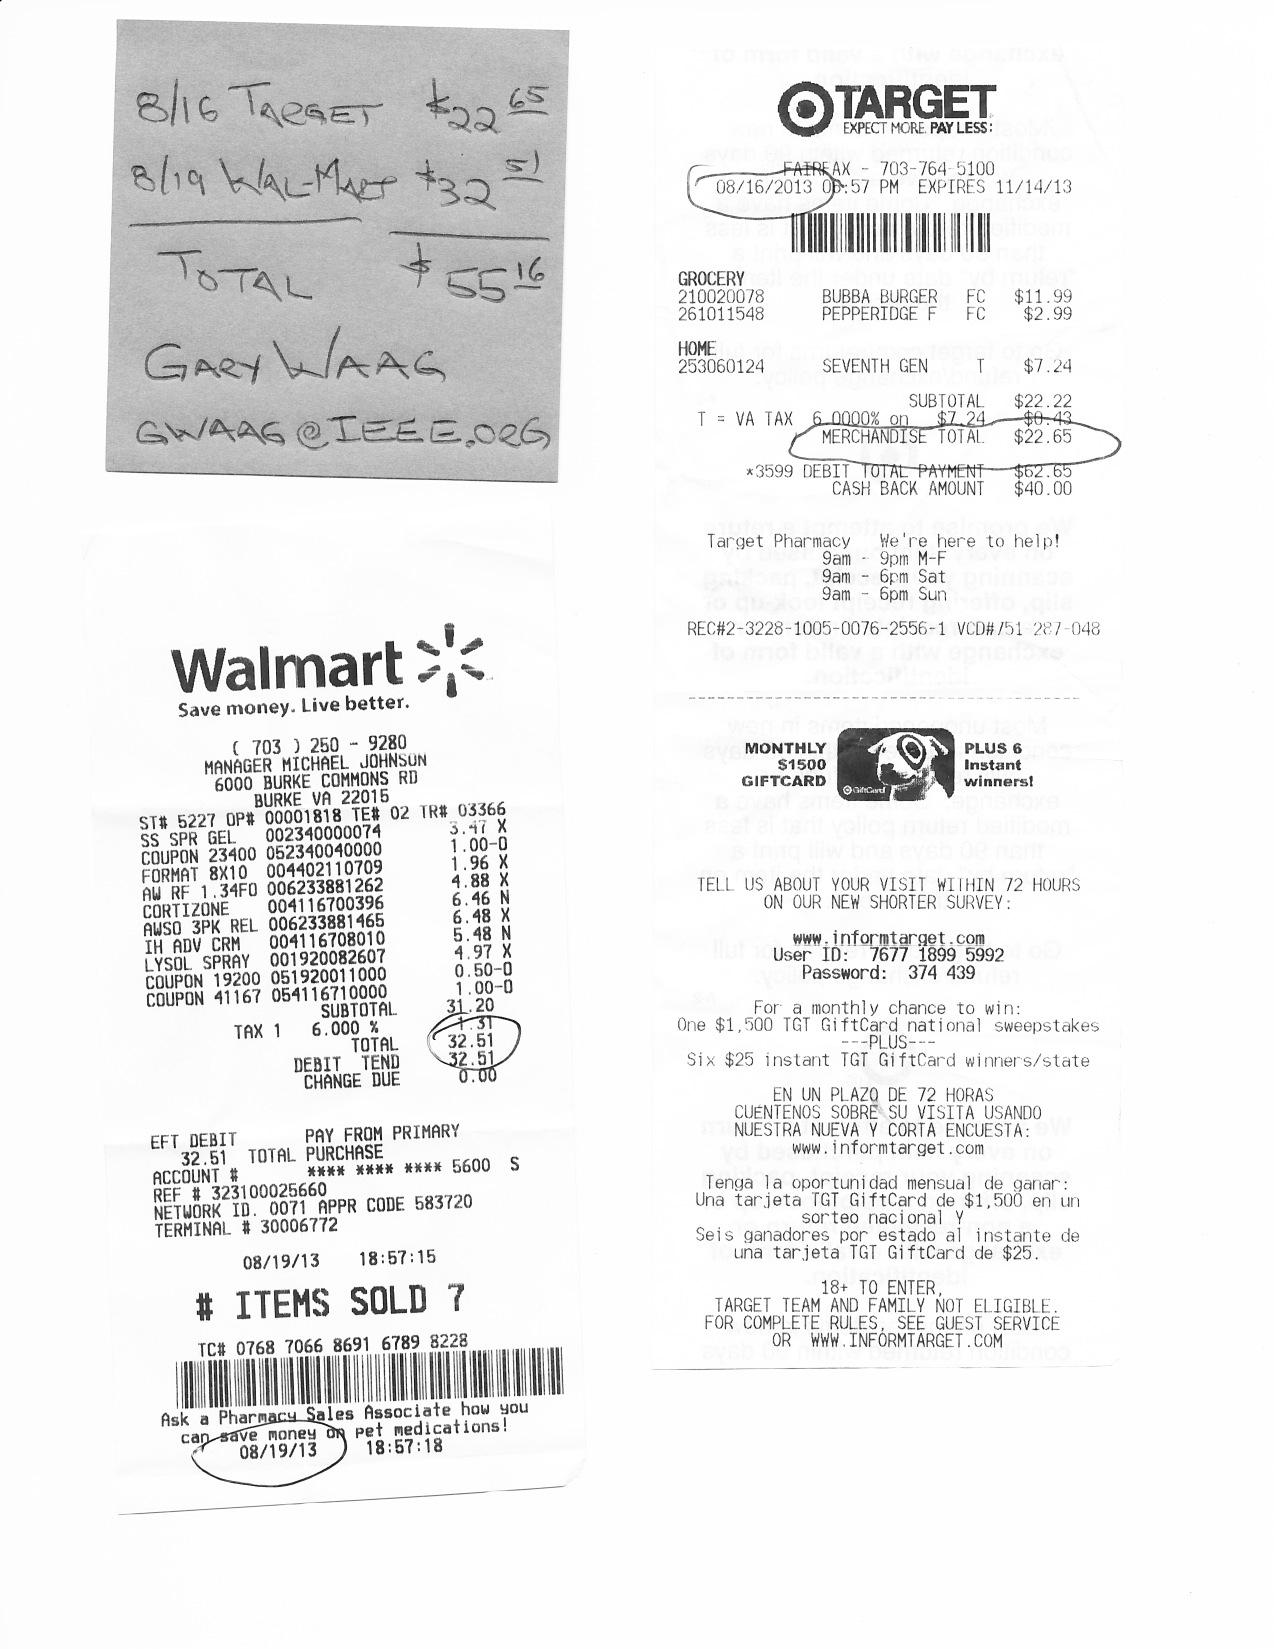 8/16 TARGET $22 65
8/19 WAL-MART $32 51
TOTAL $55 16
GARY WAAG
GWAAG@IEEE.ORG
Walmart
Save money. Live better.
( 703 ) 250 - 9280
MANAGER MICHAEL JOHNSON
6000 BURKE COMMONS RD
BURKE VA 22015
ST# 5227 OP# 00001818 TE# 02 TR# 03366
SS SPR GEL 002340000074 3.47 X
COUPON 23400 052340040000 1.00-O
FORMAT 8X10 004402110709 1.96 X
AW RF 1.34FO 006233881262 4.88 X
CORTIZONE 004116700396 6.46 N
AWSO 3PK REL 006233881465 6.48 X
IH ADV CRM 004116708010 5.48 N
LYSOL SPRAY 001920082607 4.97 X
COUPON 19200 051920011000 0.50-O
COUPON 41167 054116710000 1.00-O
SUBTOTAL 31.20
TAX 1 6.000 % 1.31
TOTAL 32.51
DEBIT TEND 32.51
CHANGE DUE 0.00
EFT DEBIT PAY FROM PRIMARY
32.51 TOTAL PURCHASE
ACCOUNT # **** **** **** 5600 S
REF # 323100025660
NETWORK ID. 0071 APPR CODE 583720
TERMINAL # 30006772
08/19/13 18:57:15
# ITEMS SOLD 7
TC# 0768 7066 8691 6789 8228
Ask a Pharmacy Sales Associate how you
can save money on pet medications!
08/19/13 18:57:18
TARGET
EXPECT MORE. PAY LESS:
FAIRFAX - 703-764-5100
08/16/2013 06:57 PM EXPIRES 11/14/13
GROCERY
210020078 BUBBA BURGER FC $11.99
261011548 PEPPERIDGE F FC $2.99
HOME
253060124 SEVENTH GEN T $7.24
SUBTOTAL $22.22
T = VA TAX 6.0000% on $7.24 $0.43
MERCHANDISE TOTAL $22.65
*3599 DEBIT TOTAL PAYMENT $62.65
CASH BACK AMOUNT $40.00
Target Pharmacy We're here to help!
9am - 9pm M-F
9am - 6pm Sat
9am - 6pm Sun
REC#2-3228-1005-0076-2556-1 VCD#751-287-048
MONTHLY
$1500
GIFTCARD
GiftCard
PLUS 6
Instant
winners!
TELL US ABOUT YOUR VISIT WITHIN 72 HOURS
ON OUR NEW SHORTER SURVEY:
www.informtarget.com
User ID: 7677 1899 5992
Password: 374 439
For a monthly chance to win:
One $1,500 TGT GiftCard national sweepstakes
---PLUS---
Six $25 instant TGT GiftCard winners/state
EN UN PLAZO DE 72 HORAS
CUÉNTENOS SOBRE SU VISITA USANDO
NUESTRA NUEVA Y CORTA ENCUESTA:
www.informtarget.com
Tenga la oportunidad mensual de ganar:
Una tarjeta TGT GiftCard de $1,500 en un
sorteo nacional Y
Seis ganadores por estado al instante de
una tarjeta TGT GiftCard de $25.
18+ TO ENTER,
TARGET TEAM AND FAMILY NOT ELIGIBLE.
FOR COMPLETE RULES, SEE GUEST SERVICE
OR WWW.INFORMTARGET.COM